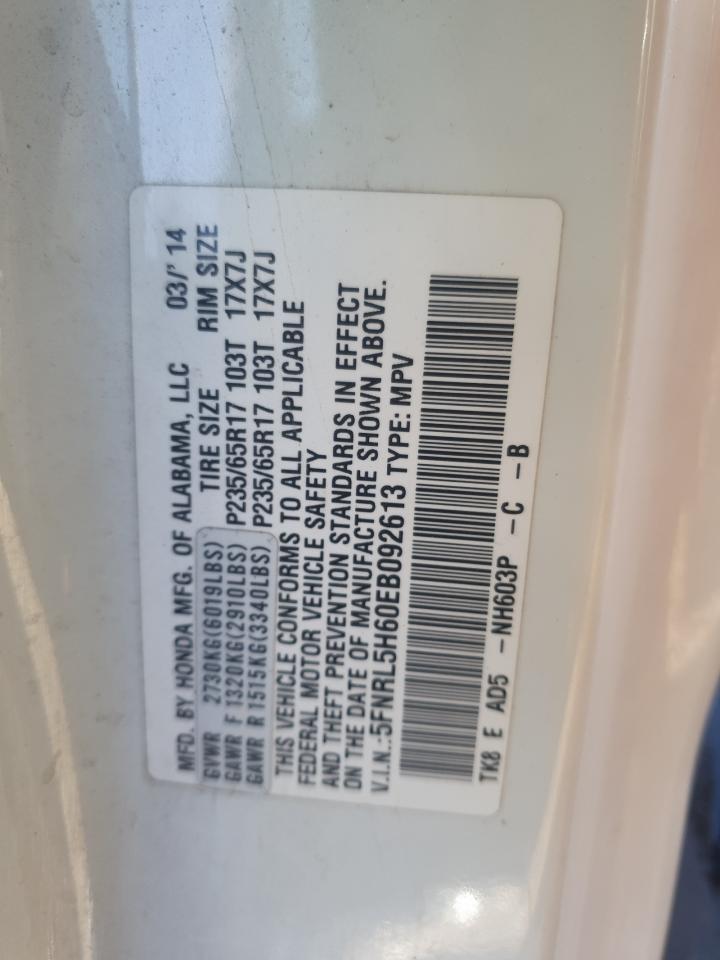 MFD. BY HONDA MFG. OF ALABAMA, LLC 03/' 14
GVWR 2730KG(6019LBS) TIRE SIZE RIM SIZE
GAWR F 1320KG(2910LBS) P235/65R17 103T 17X7J
GAWR R 1515KG(3340LBS) P235/65R17 103T 17X7J
THIS VEHICLE CONFORMS TO ALL APPLICABLE
FEDERAL MOTOR VEHICLE SAFETY
AND THEFT PREVENTION STANDARDS IN EFFECT
ON THE DATE OF MANUFACTURE SHOWN ABOVE.
V.I.N.:5FNRL5H60EB092613 TYPE: MPV
TK8 E AD5 -NH603P -C -B